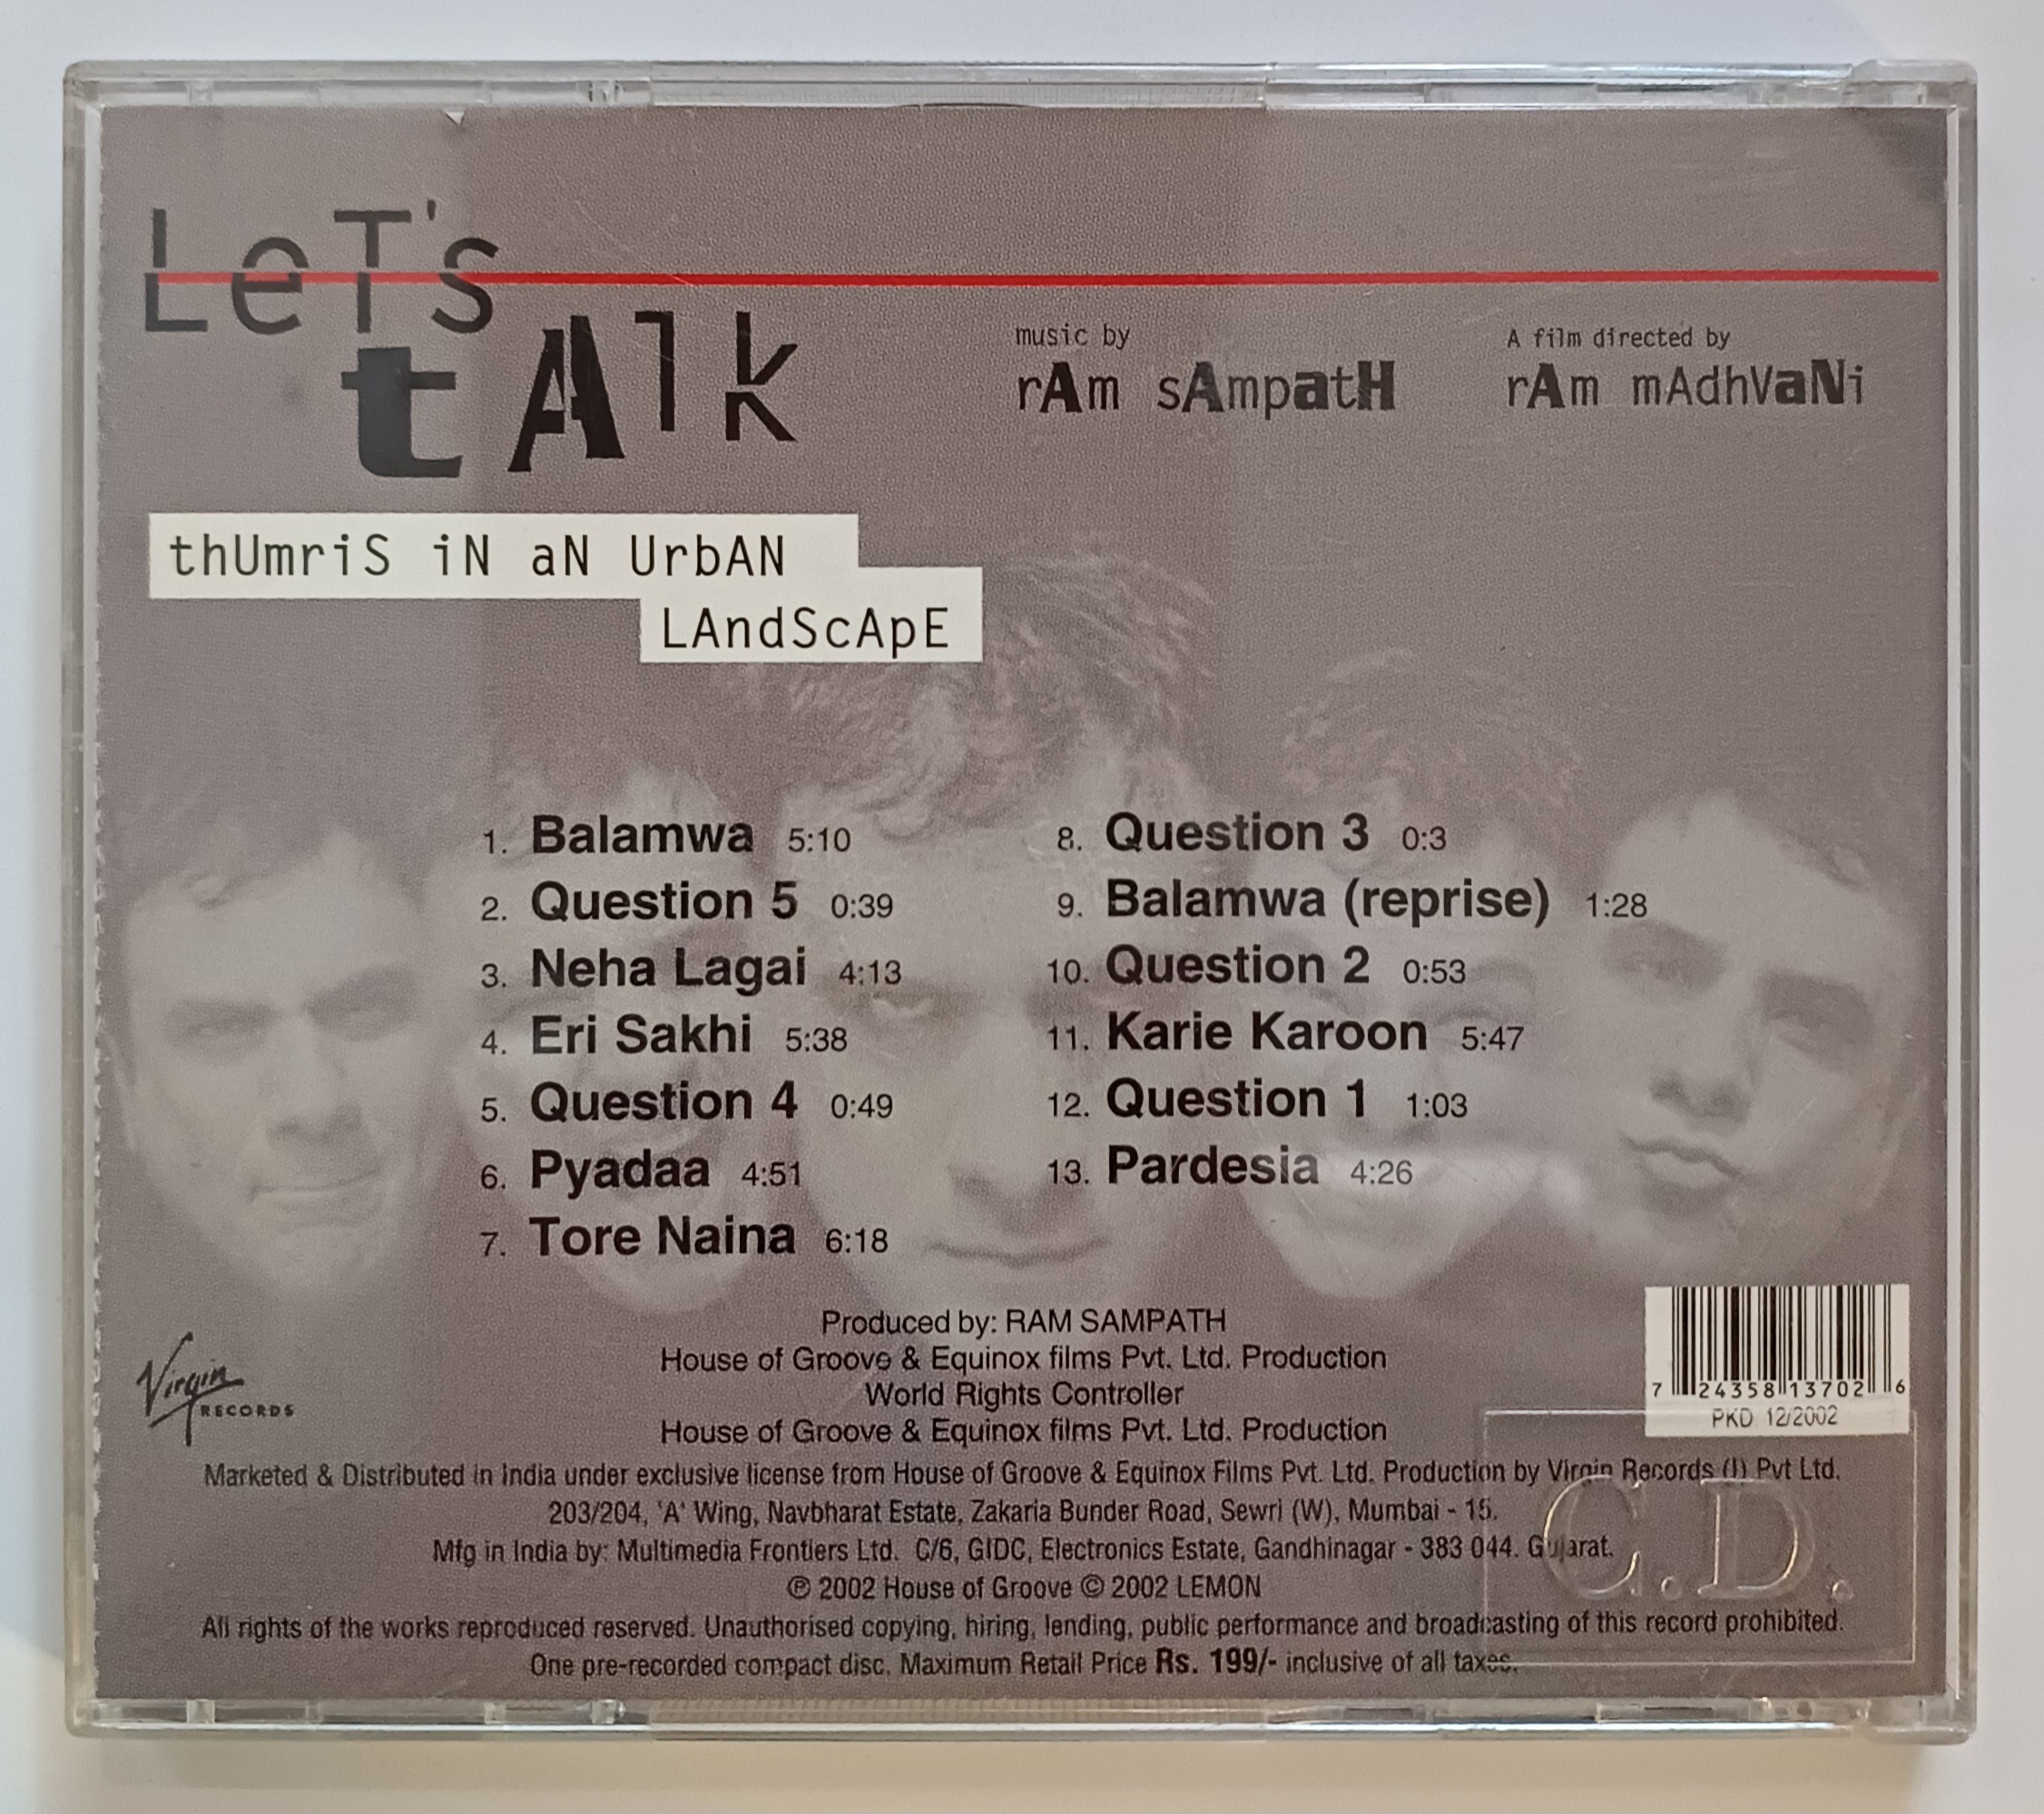 LeT's
tAlk
music by
rAm sAmpatH
A film directed by
rAm mAdhVaNi
thUmriS iN aN UrbAN
LAndScApE
1. Balamwa 5:10
2. Question 5 0:39
3. Neha Lagai 4:13
4. Eri Sakhi 5:38
5. Question 4 0:49
6. Pyadaa 4:51
7. Tore Naina 6:18
8. Question 3 0:3
9. Balamwa (reprise) 1:28
10. Question 2 0:53
11. Karie Karoon 5:47
12. Question 1 1:03
13. Pardesia 4:26
Virgin
RECORDS
Produced by: RAM SAMPATH
House of Groove & Equinox films Pvt. Ltd. Production
World Rights Controller
House of Groove & Equinox films Pvt. Ltd. Production
7 24358 13702 6
PKD 12/2002
Marketed & Distributed in India under exclusive license from House of Groove & Equinox Films Pvt. Ltd. Production by Virgin Records (I) Pvt Ltd.
203/204, 'A' Wing, Navbharat Estate, Zakaria Bunder Road, Sewri (W), Mumbai - 15.
Mfg in India by: Multimedia Frontiers Ltd. C/6, GIDC, Electronics Estate, Gandhinagar - 383 044. Gujarat.
℗ 2002 House of Groove © 2002 LEMON
All rights of the works reproduced reserved. Unauthorised copying, hiring, lending, public performance and broadcasting of this record prohibited.
One pre-recorded compact disc. Maximum Retail Price Rs. 199/- inclusive of all taxes.
C.D.